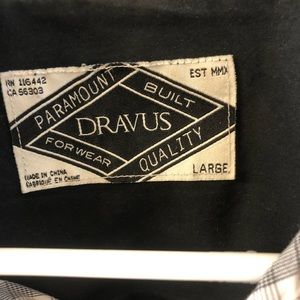 RN 116442
CA 56303
EST MMX
PARAMOUNT
BUILT
DRAVUS
FOR WEAR
QUALITY
MADE IN CHINA
FABRIQUÉ EN CHINE
LARGE